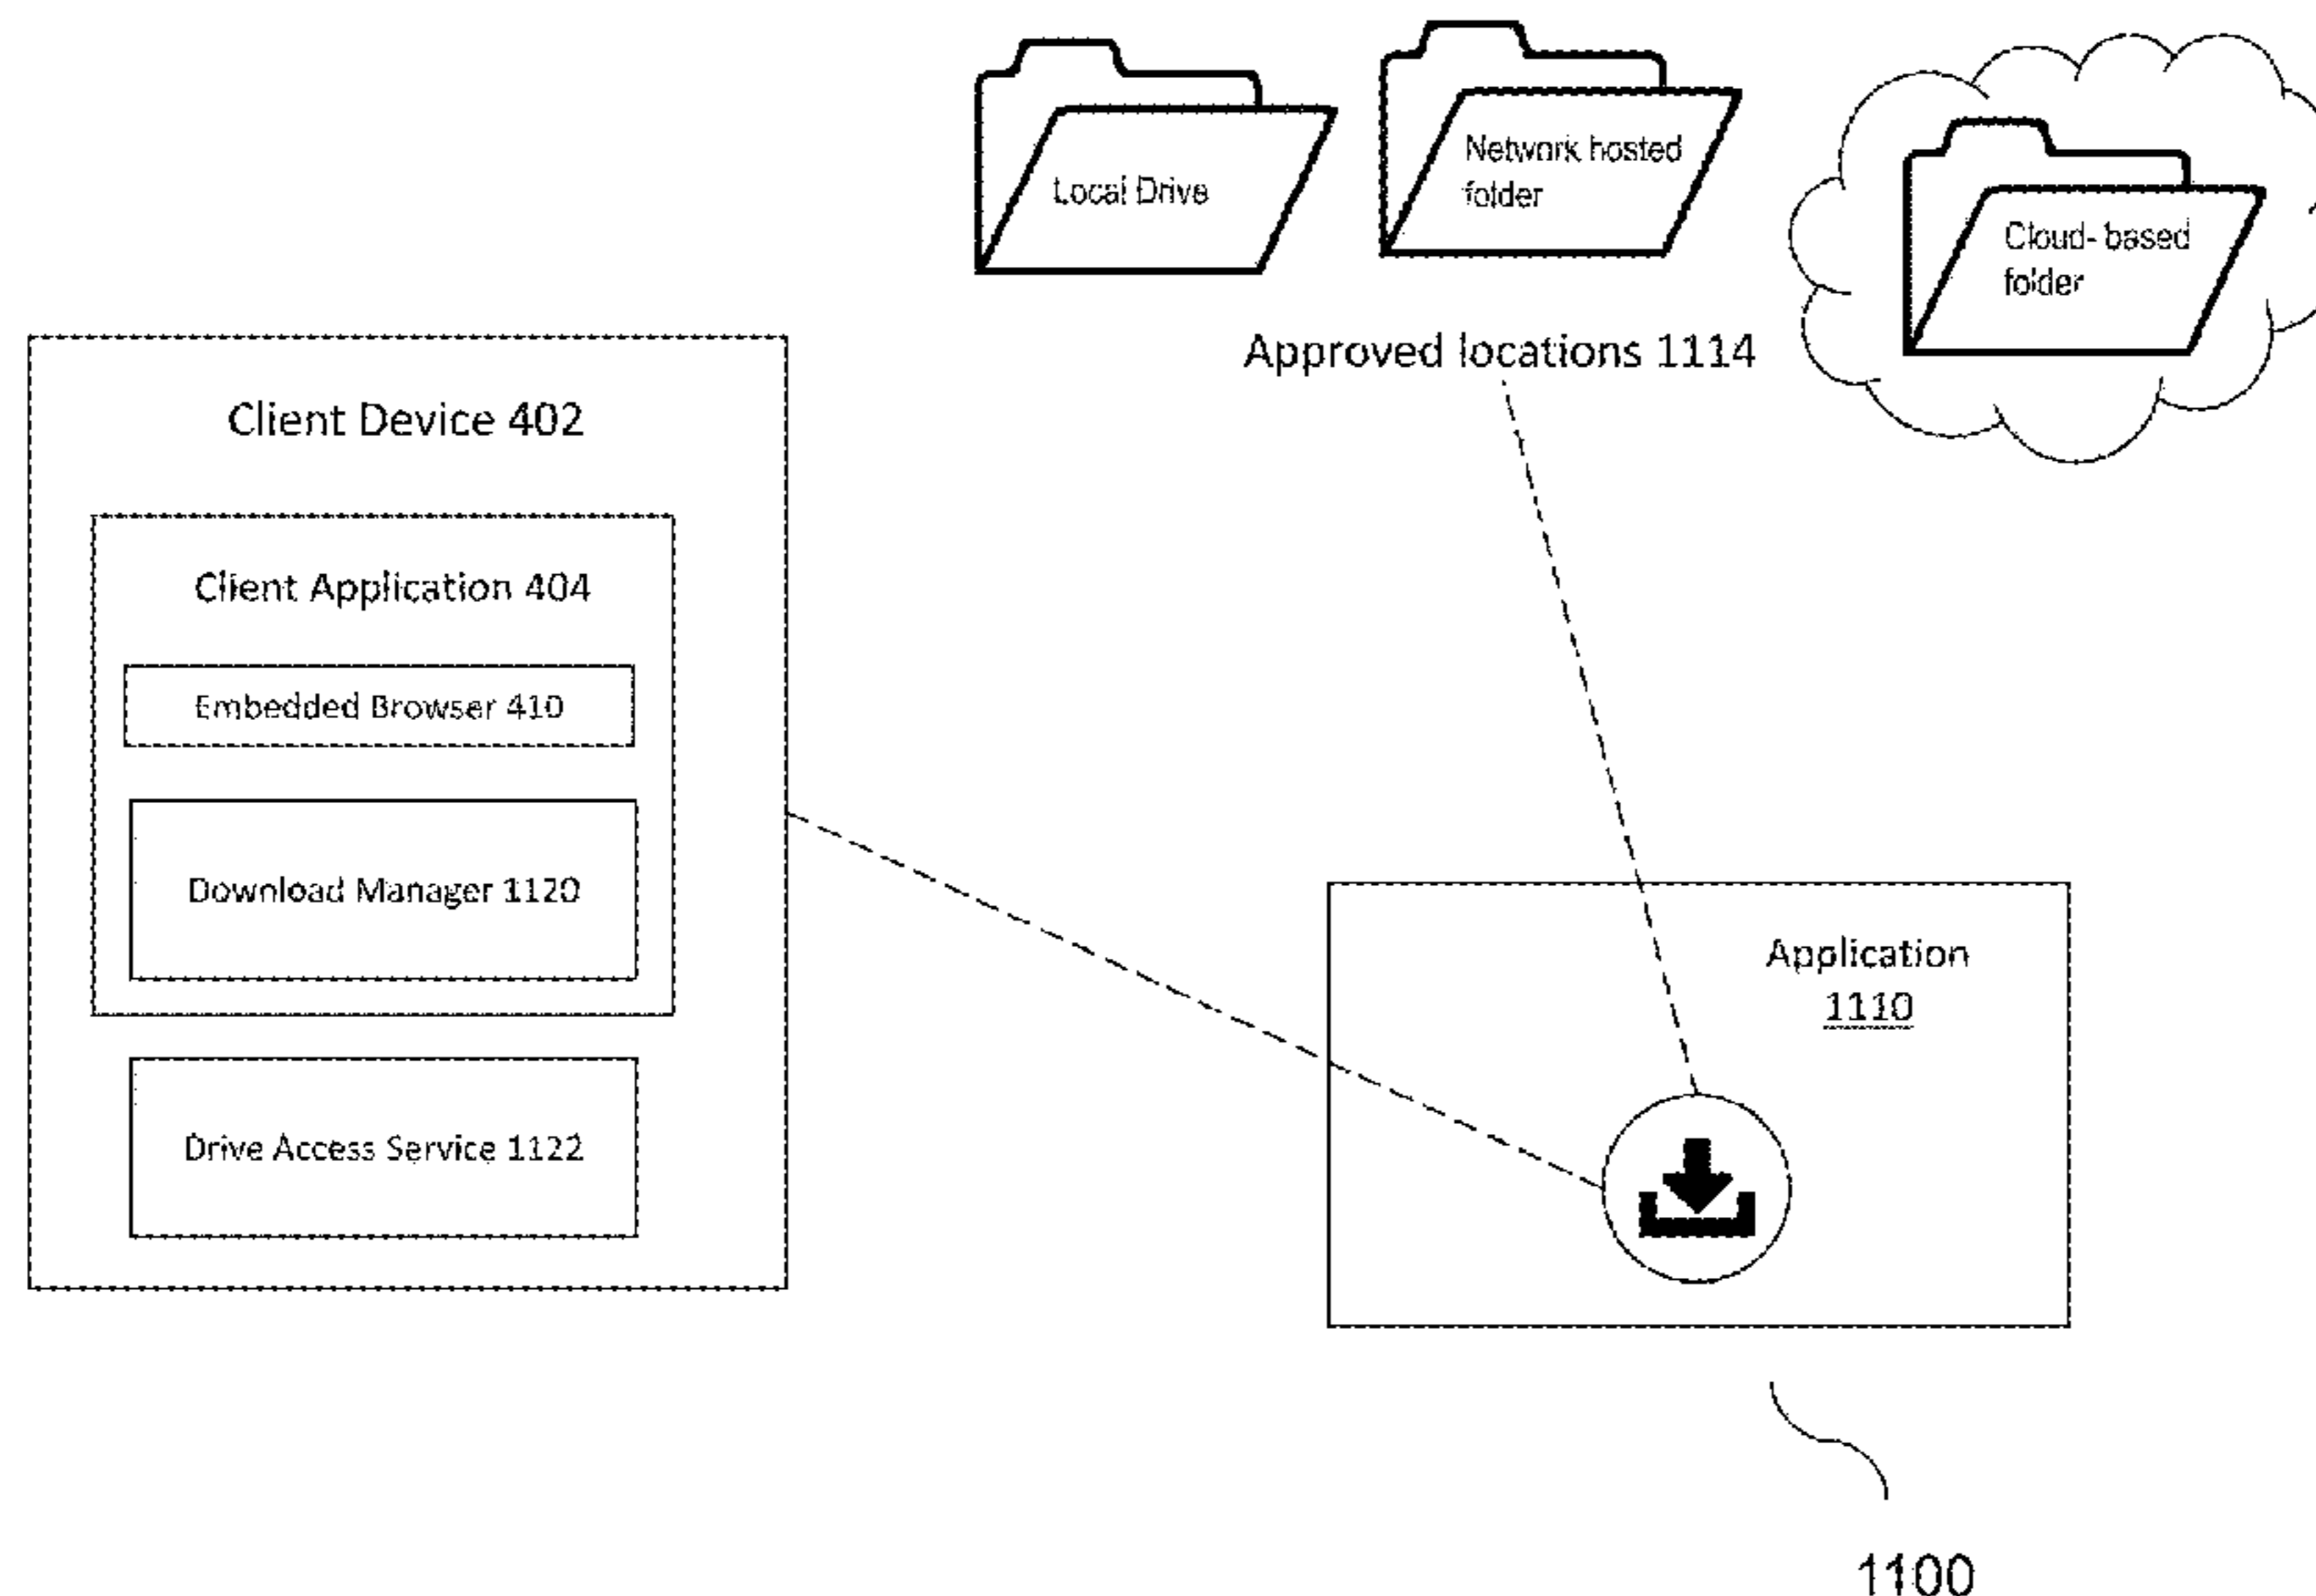 Local Drive
Network hosted
folder
Cloud- based
folder
Approved locations 1114
Client Device 402
Client Application 404
Embedded Browser 410
Download Manager 1120
Drive Access Service 1122
Application
1110
1100